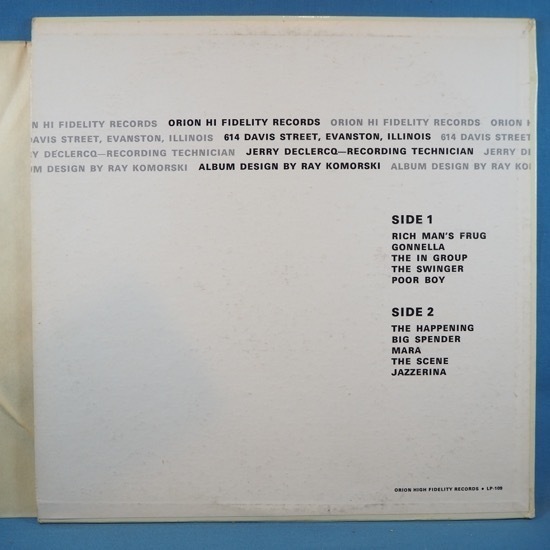 N HI FIDELITY RECORDS ORION HI FIDELITY RECORDS ORION HI FIDELITY RECORDS ORION H
DAVIS STREET, EVANSTON, ILLINOIS 614 DAVIS STREET, EVANSTON, ILLINOIS 614 DAVIS STREET
Y DECLERCQ—RECORDING TECHNICIAN JERRY DECLERCQ—RECORDING TECHNICIAN JERRY DE
M DESIGN BY RAY KOMORSKI ALBUM DESIGN BY RAY KOMORSKI ALBUM DESIGN BY RAY KO
SIDE 1
RICH MAN'S FRUG
GONNELLA
THE IN GROUP
THE SWINGER
POOR BOY
SIDE 2
THE HAPPENING
BIG SPENDER
MARA
THE SCENE
JAZZERINA
ORION HIGH FIDELITY RECORDS • LP-105